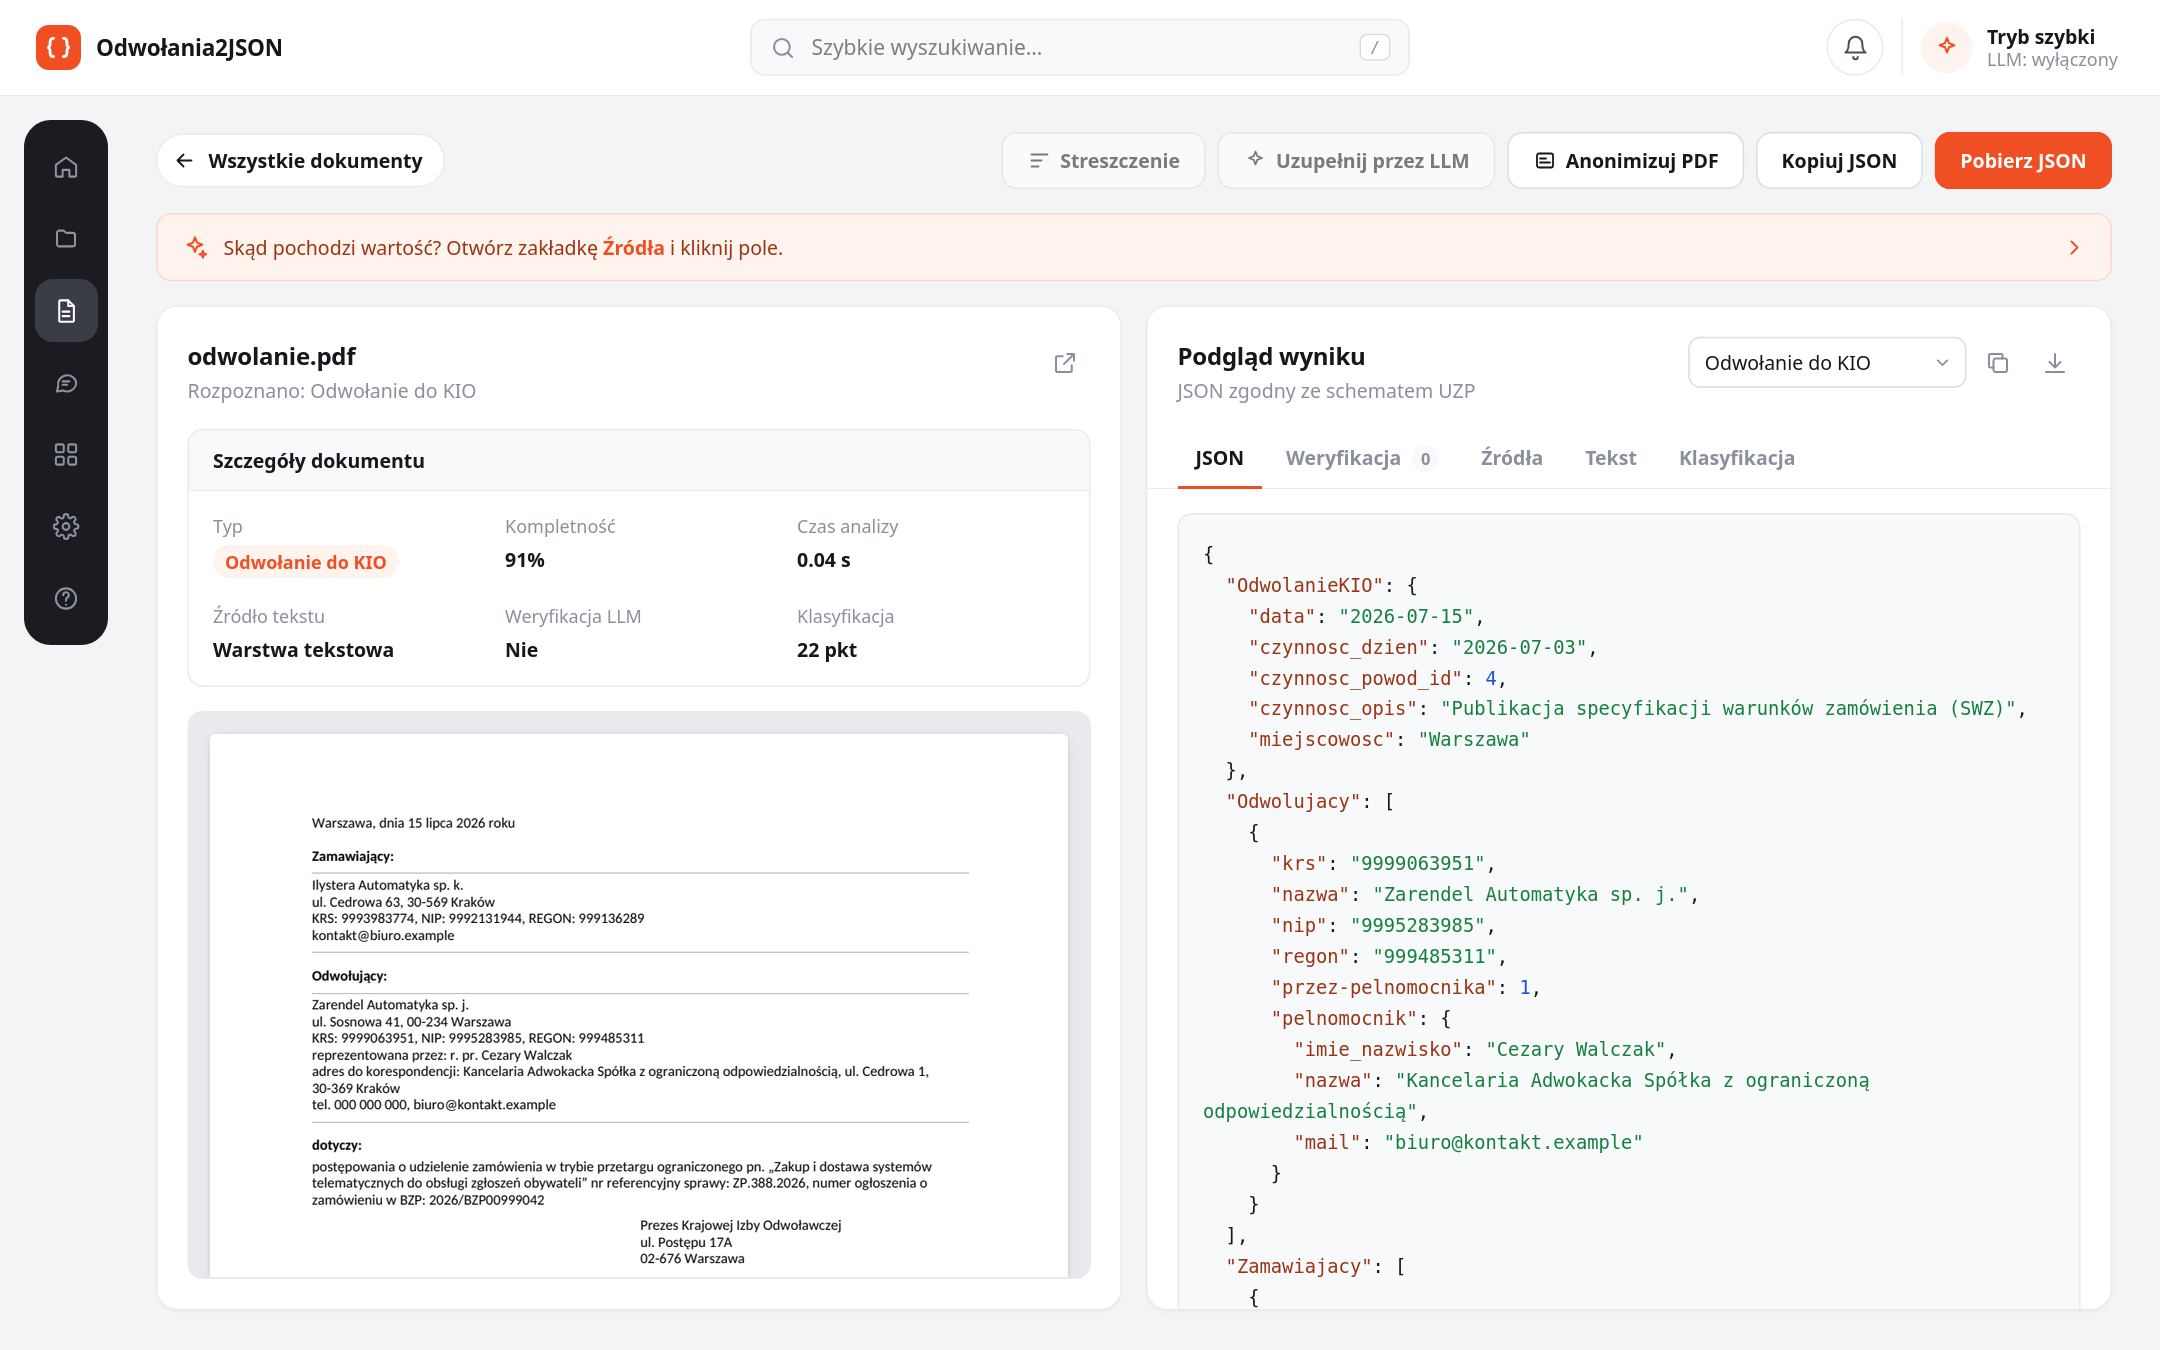 Odwołania2JSON
Szybkie wyszukiwanie...
/
Tryb szybki
LLM: wyłączony
Wszystkie dokumenty
Streszczenie
Uzupełnij przez LLM
Anonimizuj PDF
Kopiuj JSON
Pobierz JSON
Skąd pochodzi wartość? Otwórz zakładkę Źródła i kliknij pole.
odwolanie.pdf
Rozpoznano: Odwołanie do KIO
Szczegóły dokumentu
Typ
Kompletność
Czas analizy
Odwołanie do KIO
91%
0.04 s
Źródło tekstu
Weryfikacja LLM
Klasyfikacja
Warstwa tekstowa
Nie
22 pkt
Warszawa, dnia 15 lipca 2026 roku
Zamawiający:
Ilystera Automatyka sp. k.
ul. Cedrowa 63, 30-569 Kraków
KRS: 9993983774, NIP: 9992131944, REGON: 999136289
kontakt@biuro.example
Odwołujący:
Zarendel Automatyka sp. j.
ul. Sosnowa 41, 00-234 Warszawa
KRS: 9999063951, NIP: 9995283985, REGON: 999485311
reprezentowana przez: r. pr. Cezary Walczak
adres do korespondencji: Kancelaria Adwokacka Spółka z ograniczoną odpowiedzialnością, ul. Cedrowa 1,
30-369 Kraków
tel. 000 000 000, biuro@kontakt.example
dotyczy:
postępowania o udzielenie zamówienia w trybie przetargu ograniczonego pn. „Zakup i dostawa systemów
telematycznych do obsługi zgłoszeń obywateli” nr referencyjny sprawy: ZP.388.2026, numer ogłoszenia o
zamówieniu w BZP: 2026/BZP00999042
Prezes Krajowej Izby Odwoławczej
ul. Postępu 17A
02-676 Warszawa
Podgląd wyniku
JSON zgodny ze schematem UZP
Odwołanie do KIO
JSON
Weryfikacja 0
Źródła
Tekst
Klasyfikacja
{
"OdwolanieKIO": {
"data": "2026-07-15",
"czynnosc_dzien": "2026-07-03",
"czynnosc_powod_id": 4,
"czynnosc_opis": "Publikacja specyfikacji warunków zamówienia (SWZ)",
"miejscowosc": "Warszawa"
},
"Odwolujacy": [
{
"krs": "9999063951",
"nazwa": "Zarendel Automatyka sp. j.",
"nip": "9995283985",
"regon": "999485311",
"przez-pelnomocnika": 1,
"pelnomocnik": {
"imie_nazwisko": "Cezary Walczak",
"nazwa": "Kancelaria Adwokacka Spółka z ograniczoną
odpowiedzialnością",
"mail": "biuro@kontakt.example"
}
}
],
"Zamawiajacy": [
{